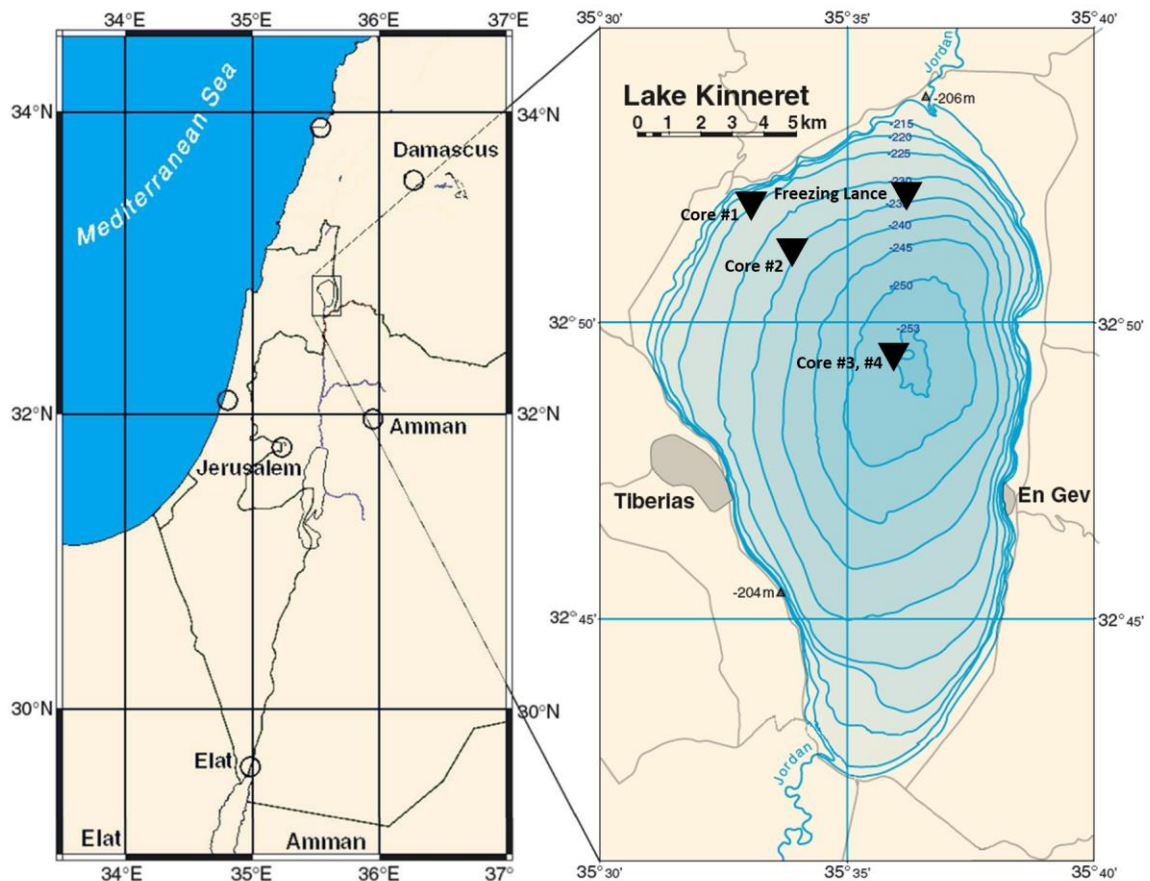 34°E 35°E 36°E 37°E
34°N
34°N
Mediterranean Sea
Damascus
32°N
32°N
Amman
Jerusalem
30°N
30°N
Elat
Elat
Amman
34°E 35°E 36°E 37°E
35°30' 35°35' 35°40'
Jordan
Lake Kinneret
0 1 2 3 4 5 km
-206m
-215
-220
-225
-230
Freezing Lance
Core #1
-240
-245
Core #2
-250
32°50'
32°50'
-253
Core #3, #4
Tiberias
En Gev
-204m
32°45'
32°45'
Jordan
35°30' 35°35' 35°40'